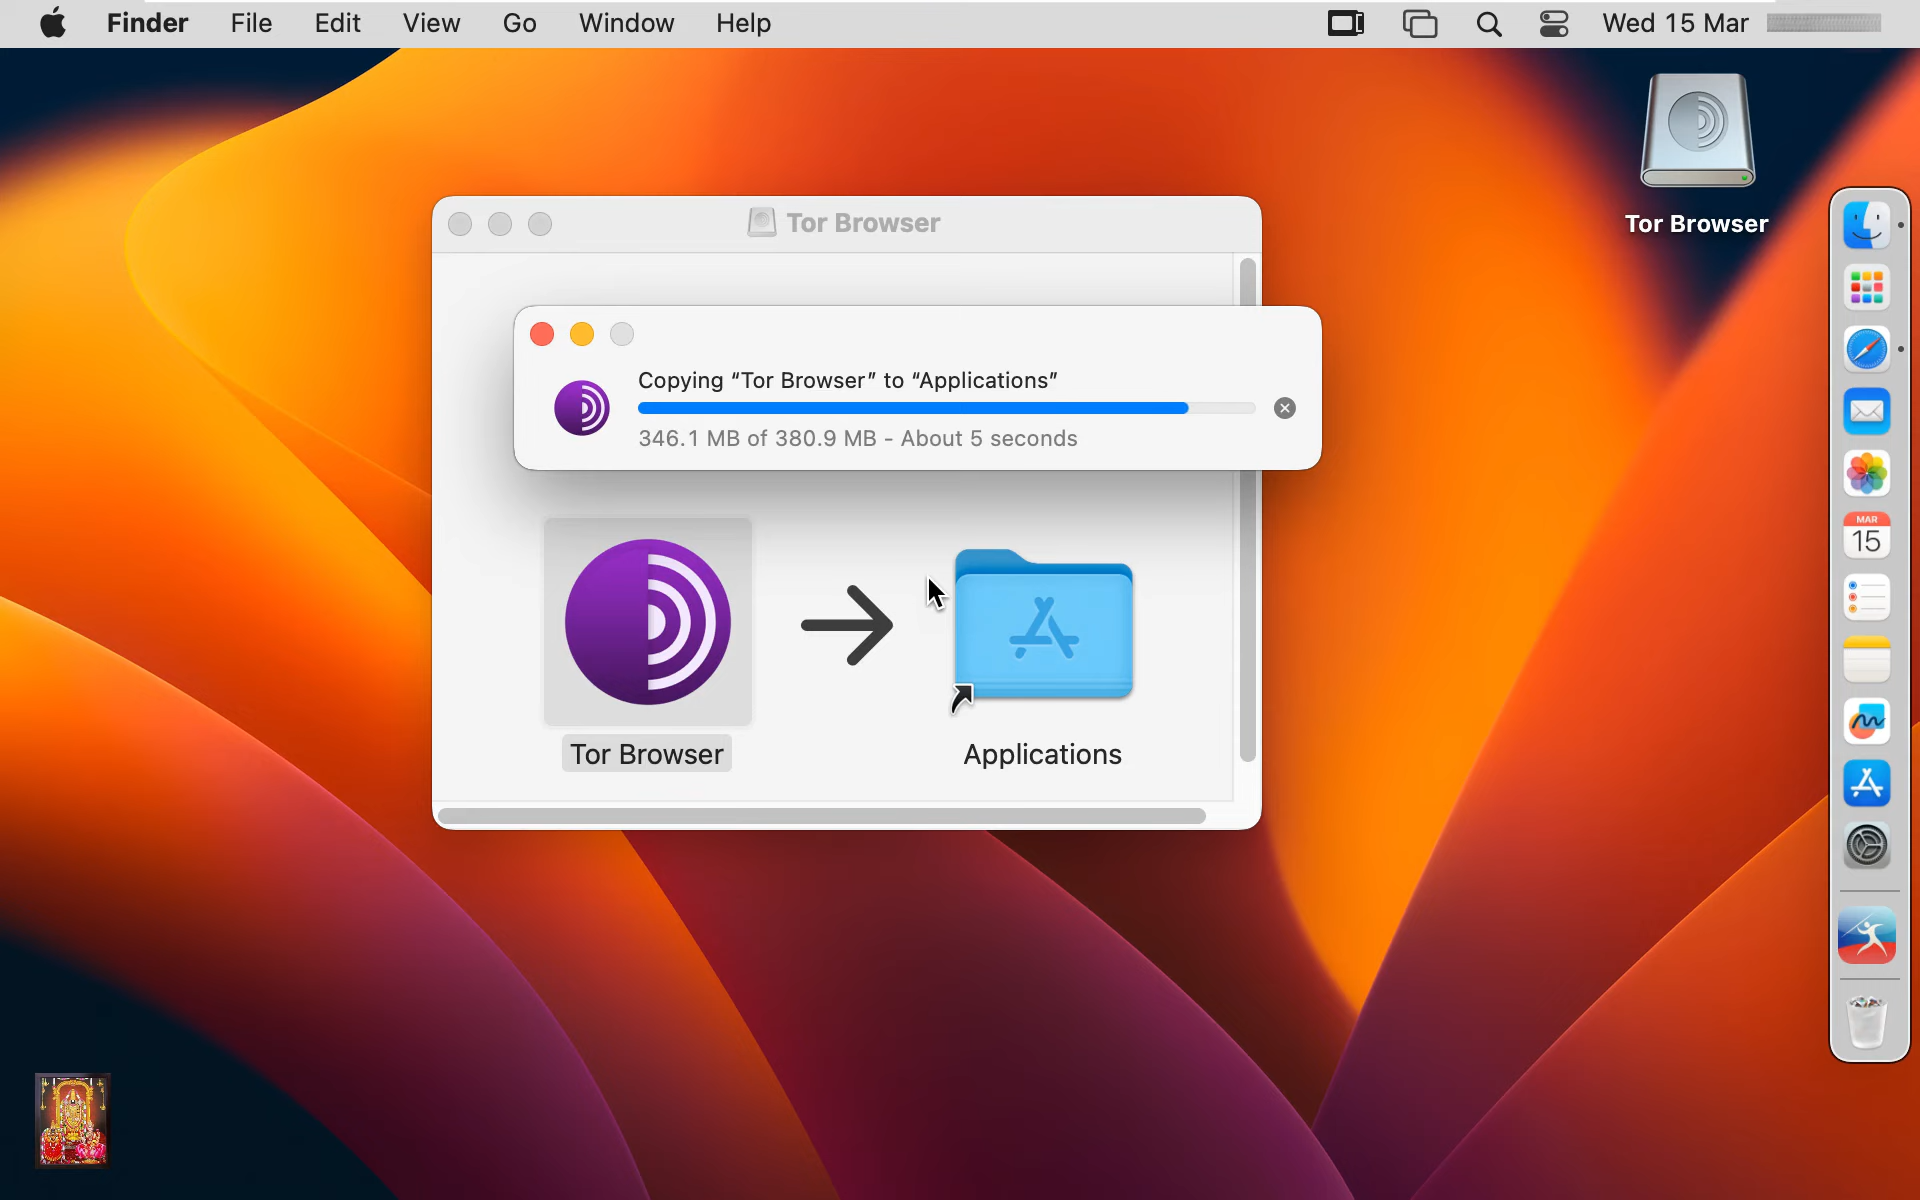 Finder File Edit View Go Window Help Wed 15 Mar
Tor Browser
Tor Browser
Copying “Tor Browser” to “Applications”
346.1 MB of 380.9 MB - About 5 seconds
Tor Browser
Applications
MAR
15